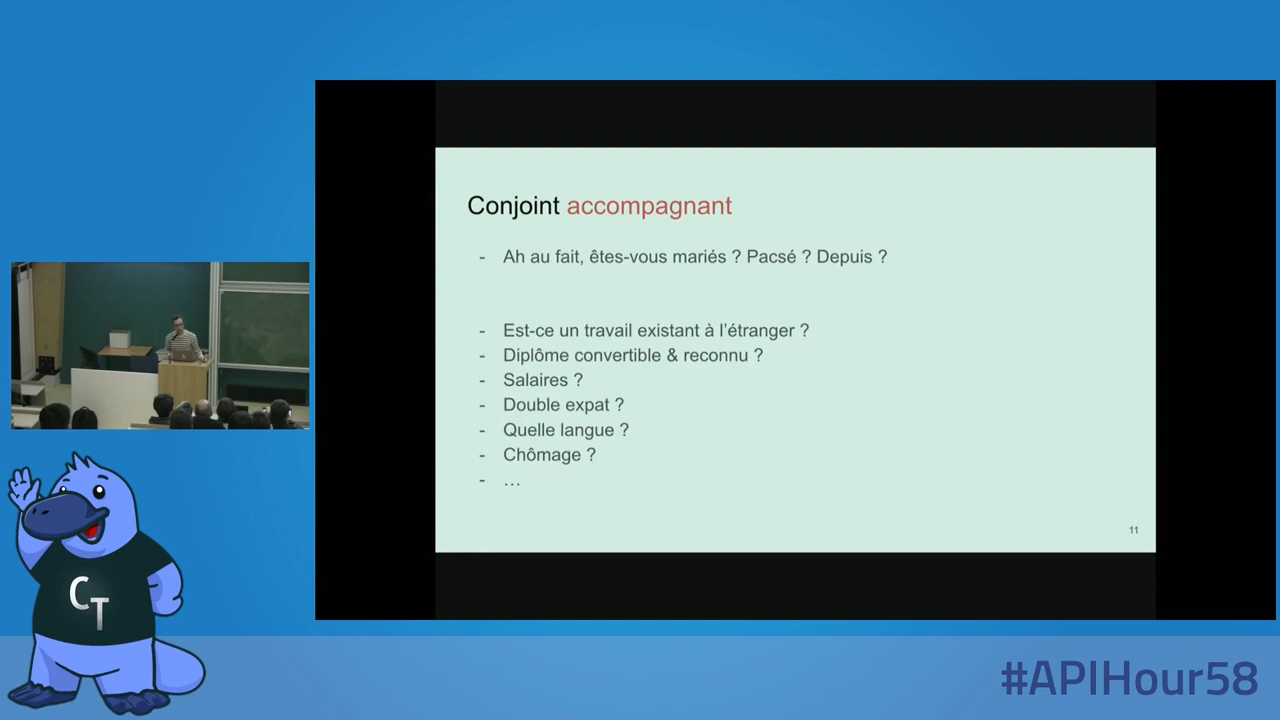 Conjoint accompagnant
- Ah au fait, êtes-vous mariés ? Pacsé ? Depuis ?
- Est-ce un travail existant à l'étranger ?
- Diplôme convertible & reconnu ?
- Salaires ?
- Double expat ?
- Quelle langue ?
- Chômage ?
- …
11
CT
#APIHour58